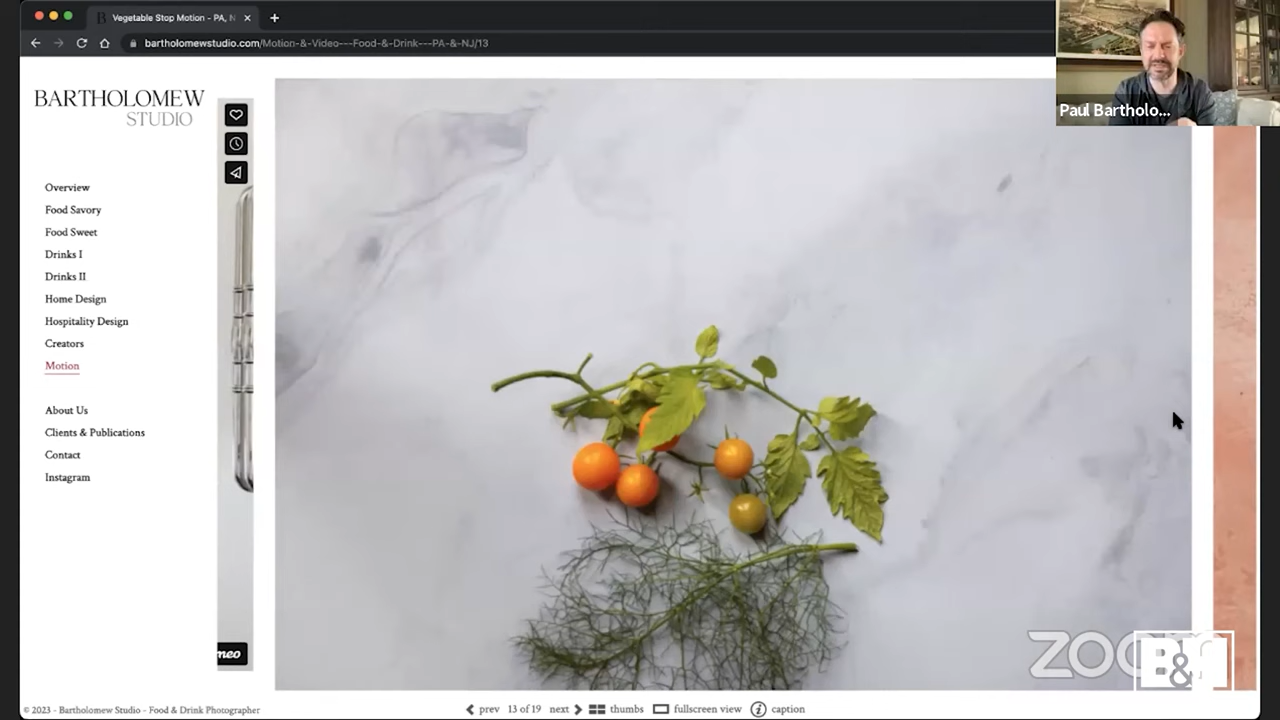 Vegetable Stop Motion - PA, N
bartholomewstudio.com/Motion-&-Video---Food-&-Drink---PA-&-NJ/13
Paul Bartholo...
BARTHOLOMEW
STUDIO
Overview
Food Savory
Food Sweet
Drinks I
Drinks II
Home Design
Hospitality Design
Creators
Motion
About Us
Clients & Publications
Contact
Instagram
meo
zoom
B&H
© 2023 - Bartholomew Studio - Food & Drink Photographer
prev 13 of 19 next thumbs fullscreen view caption